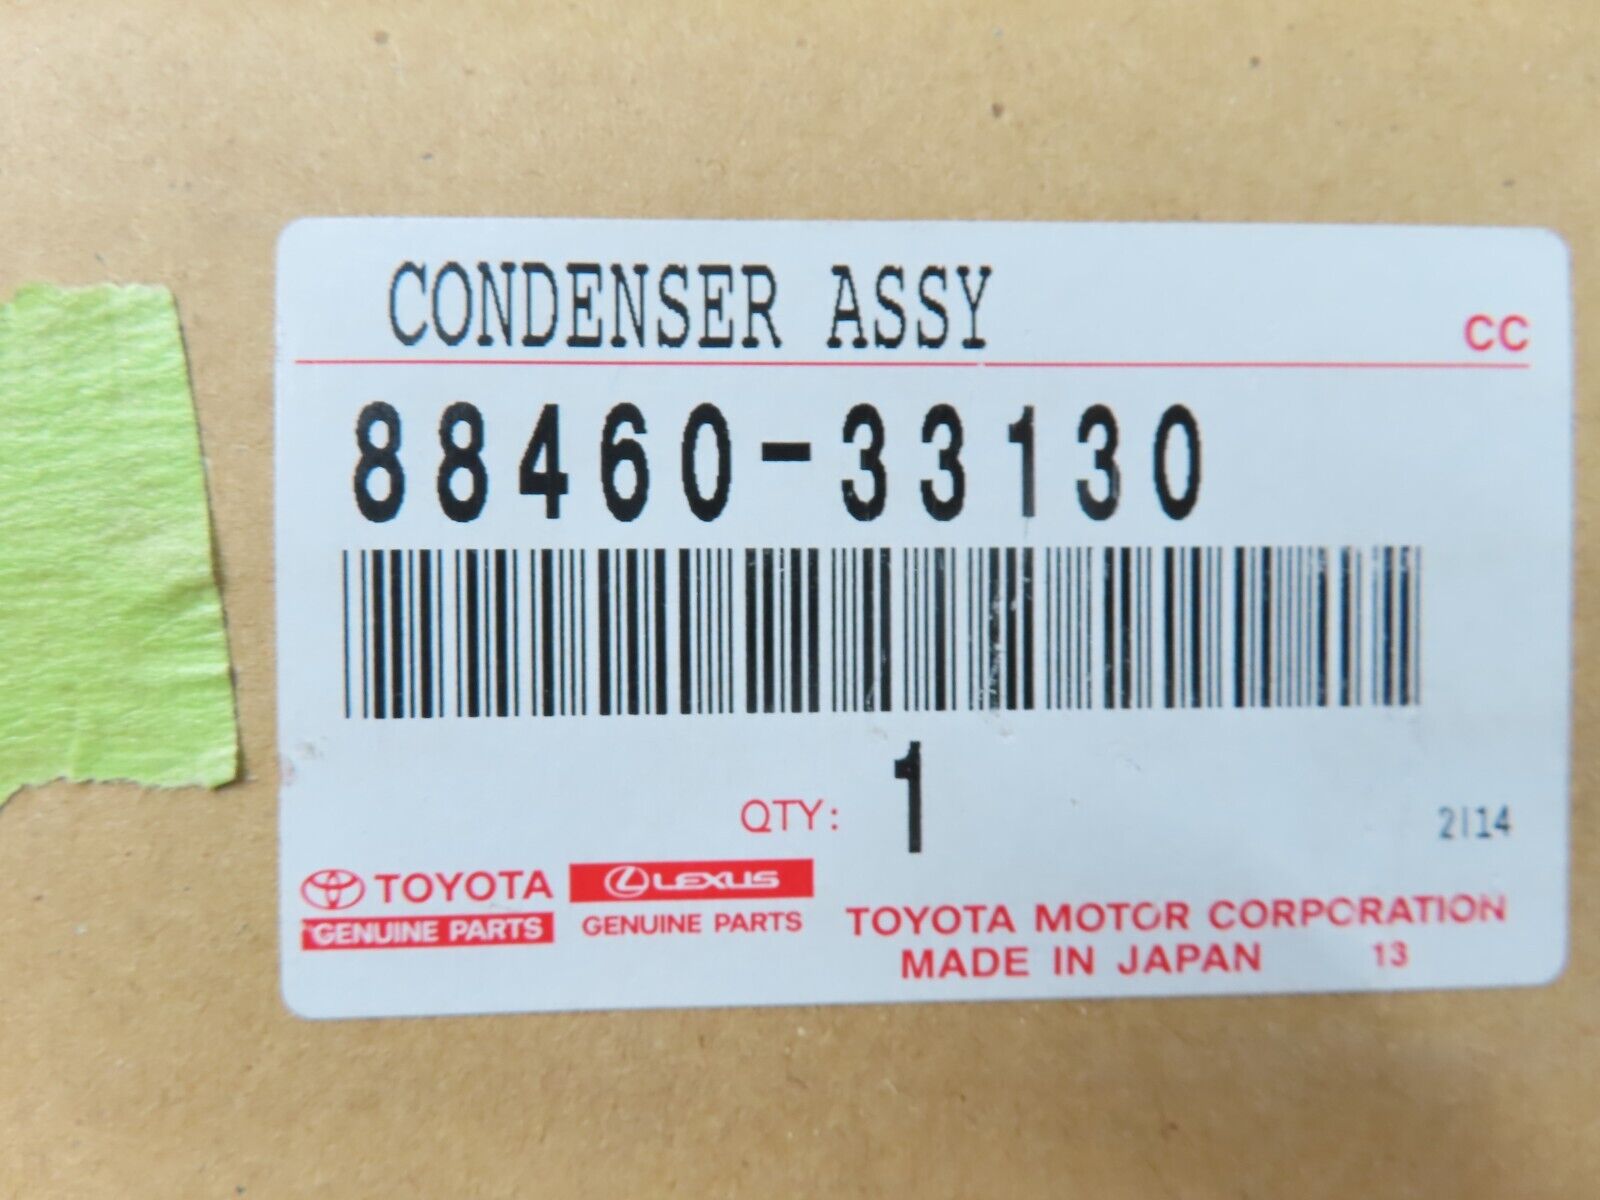 CONDENSER ASSY
CC
88460-33130
QTY: 1
2I14
TOYOTA
GENUINE PARTS
LEXUS
GENUINE PARTS
TOYOTA MOTOR CORPORATION
MADE IN JAPAN 13